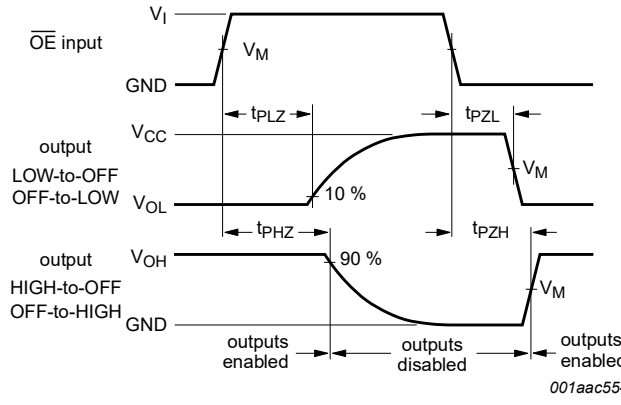 V_I
OE input
V_M
GND
t_PLZ
t_PZL
V_CC
output
LOW-to-OFF
OFF-to-LOW
V_M
10 %
V_OL
t_PHZ
t_PZH
V_OH
90 %
output
HIGH-to-OFF
OFF-to-HIGH
V_M
GND
outputs
enabled
outputs
disabled
outputs
enabled
001aac554